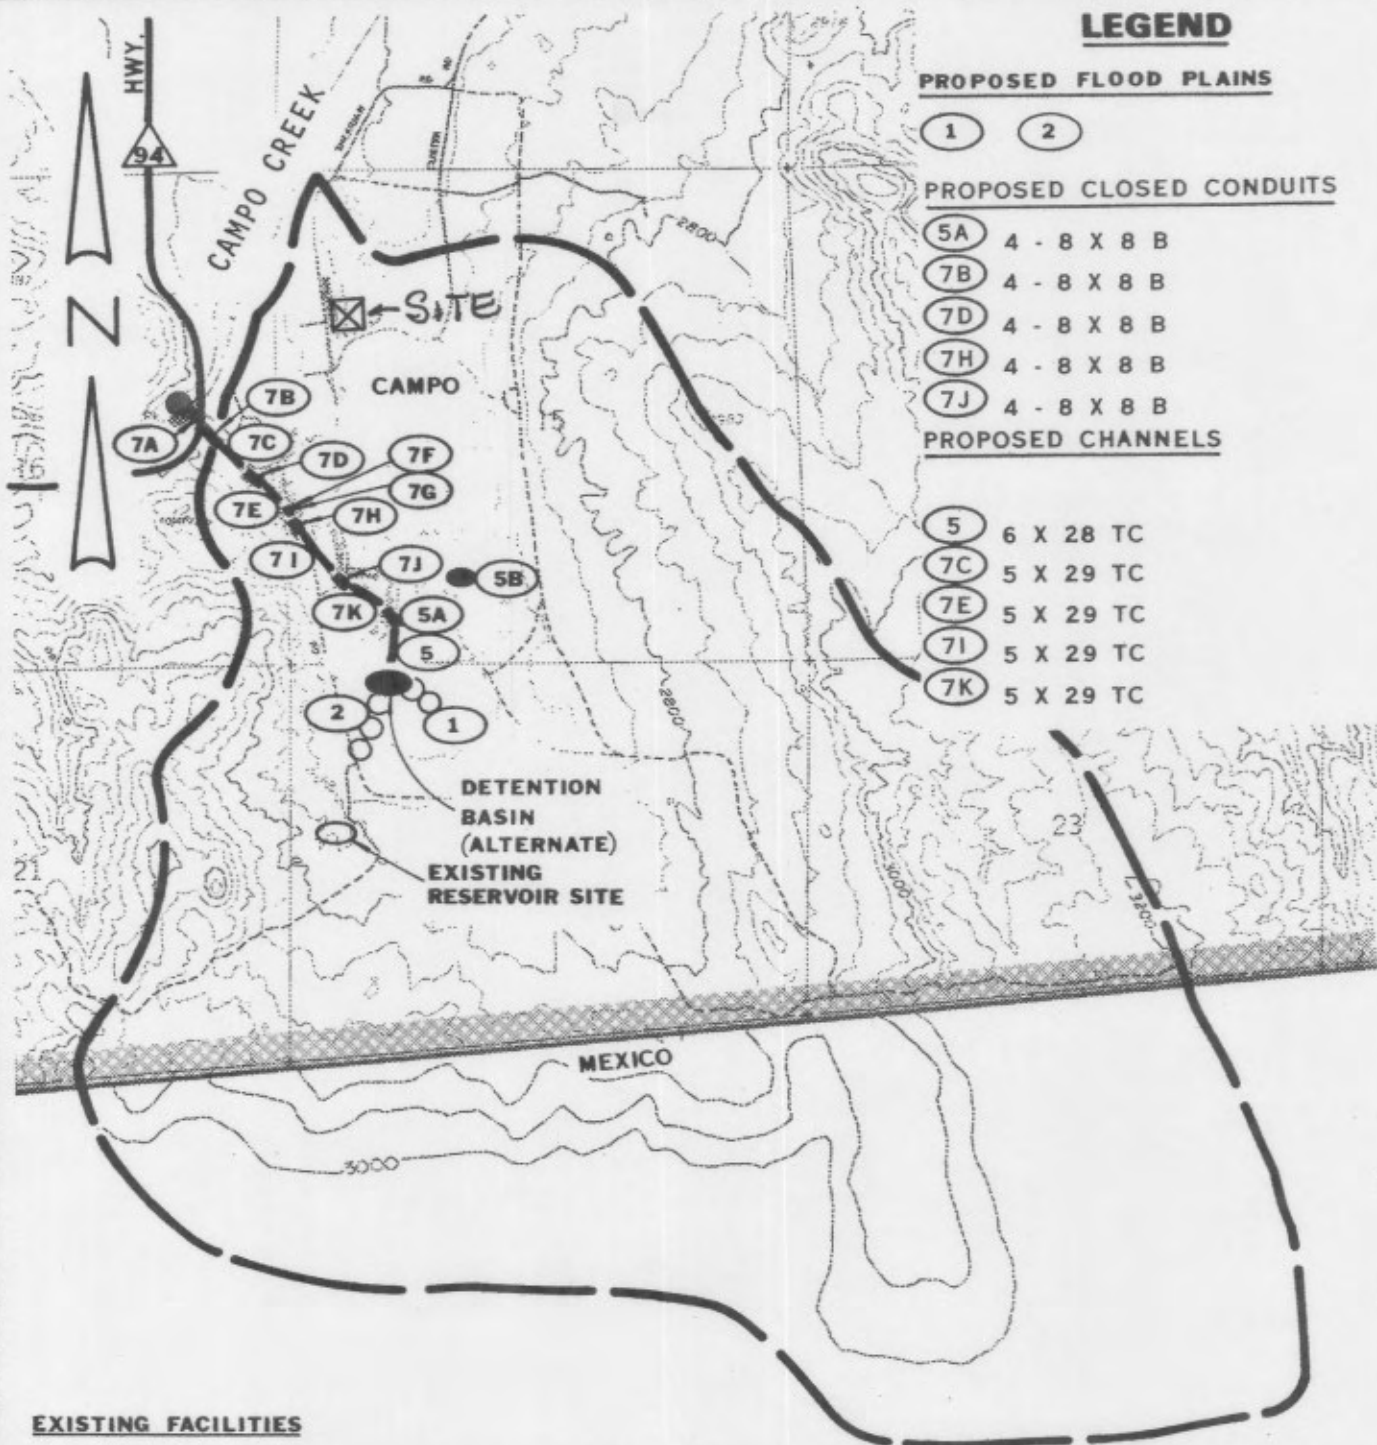 LEGEND
PROPOSED FLOOD PLAINS
1 2
PROPOSED CLOSED CONDUITS
5A 4 - 8 X 8 B
7B 4 - 8 X 8 B
7D 4 - 8 X 8 B
7H 4 - 8 X 8 B
7J 4 - 8 X 8 B
PROPOSED CHANNELS
5 6 X 28 TC
7C 5 X 29 TC
7E 5 X 29 TC
7I 5 X 29 TC
7K 5 X 29 TC
HWY.
94
CAMPO CREEK
SHERIDAN
RD
CUSTER
RD
2800
N
SITE
CAMPO
7B
7A
7C
7D
7F
7G
7E
7H
7I
7J
5B
7K
5A
5
2
1
2800
DETENTION
BASIN
(ALTERNATE)
EXISTING
RESERVOIR SITE
21
23
3000
3200
MEXICO
3000
EXISTING FACILITIES